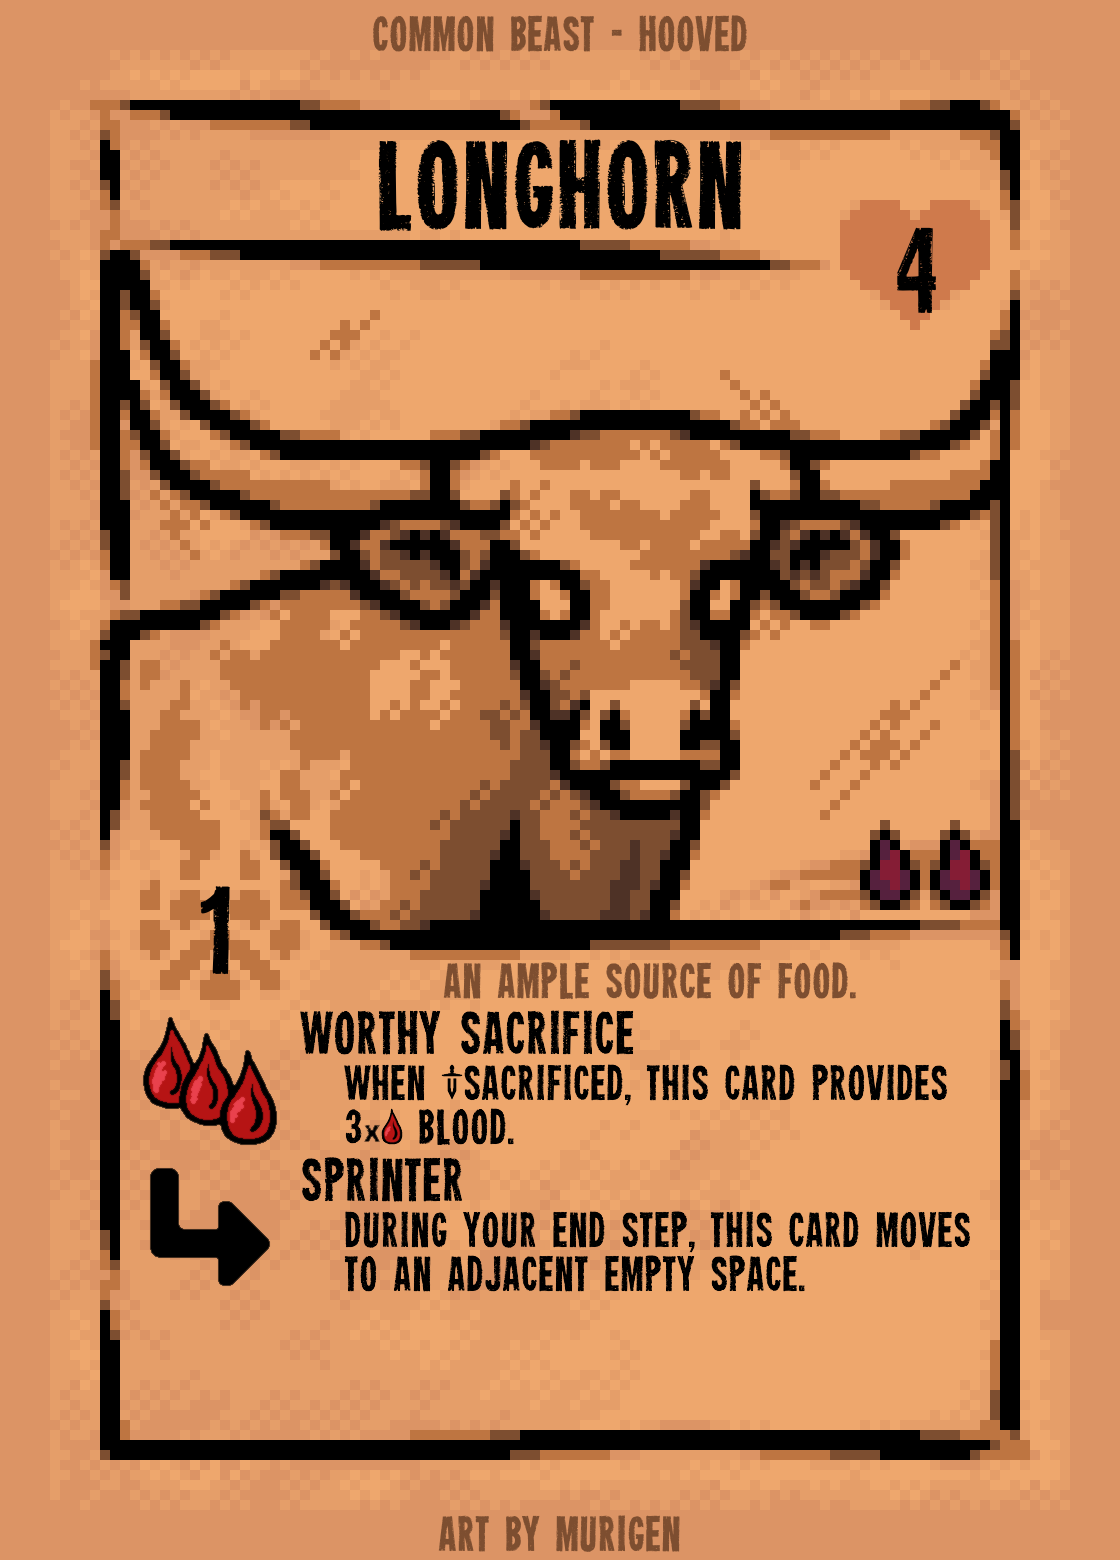 COMMON BEAST - HOOVED
LONGHORN
4
1
AN AMPLE SOURCE OF FOOD.
WORTHY SACRIFICE
WHEN SACRIFICED, THIS CARD PROVIDES
3x BLOOD.
SPRINTER
DURING YOUR END STEP, THIS CARD MOVES
TO AN ADJACENT EMPTY SPACE.
ART BY MURIGEN